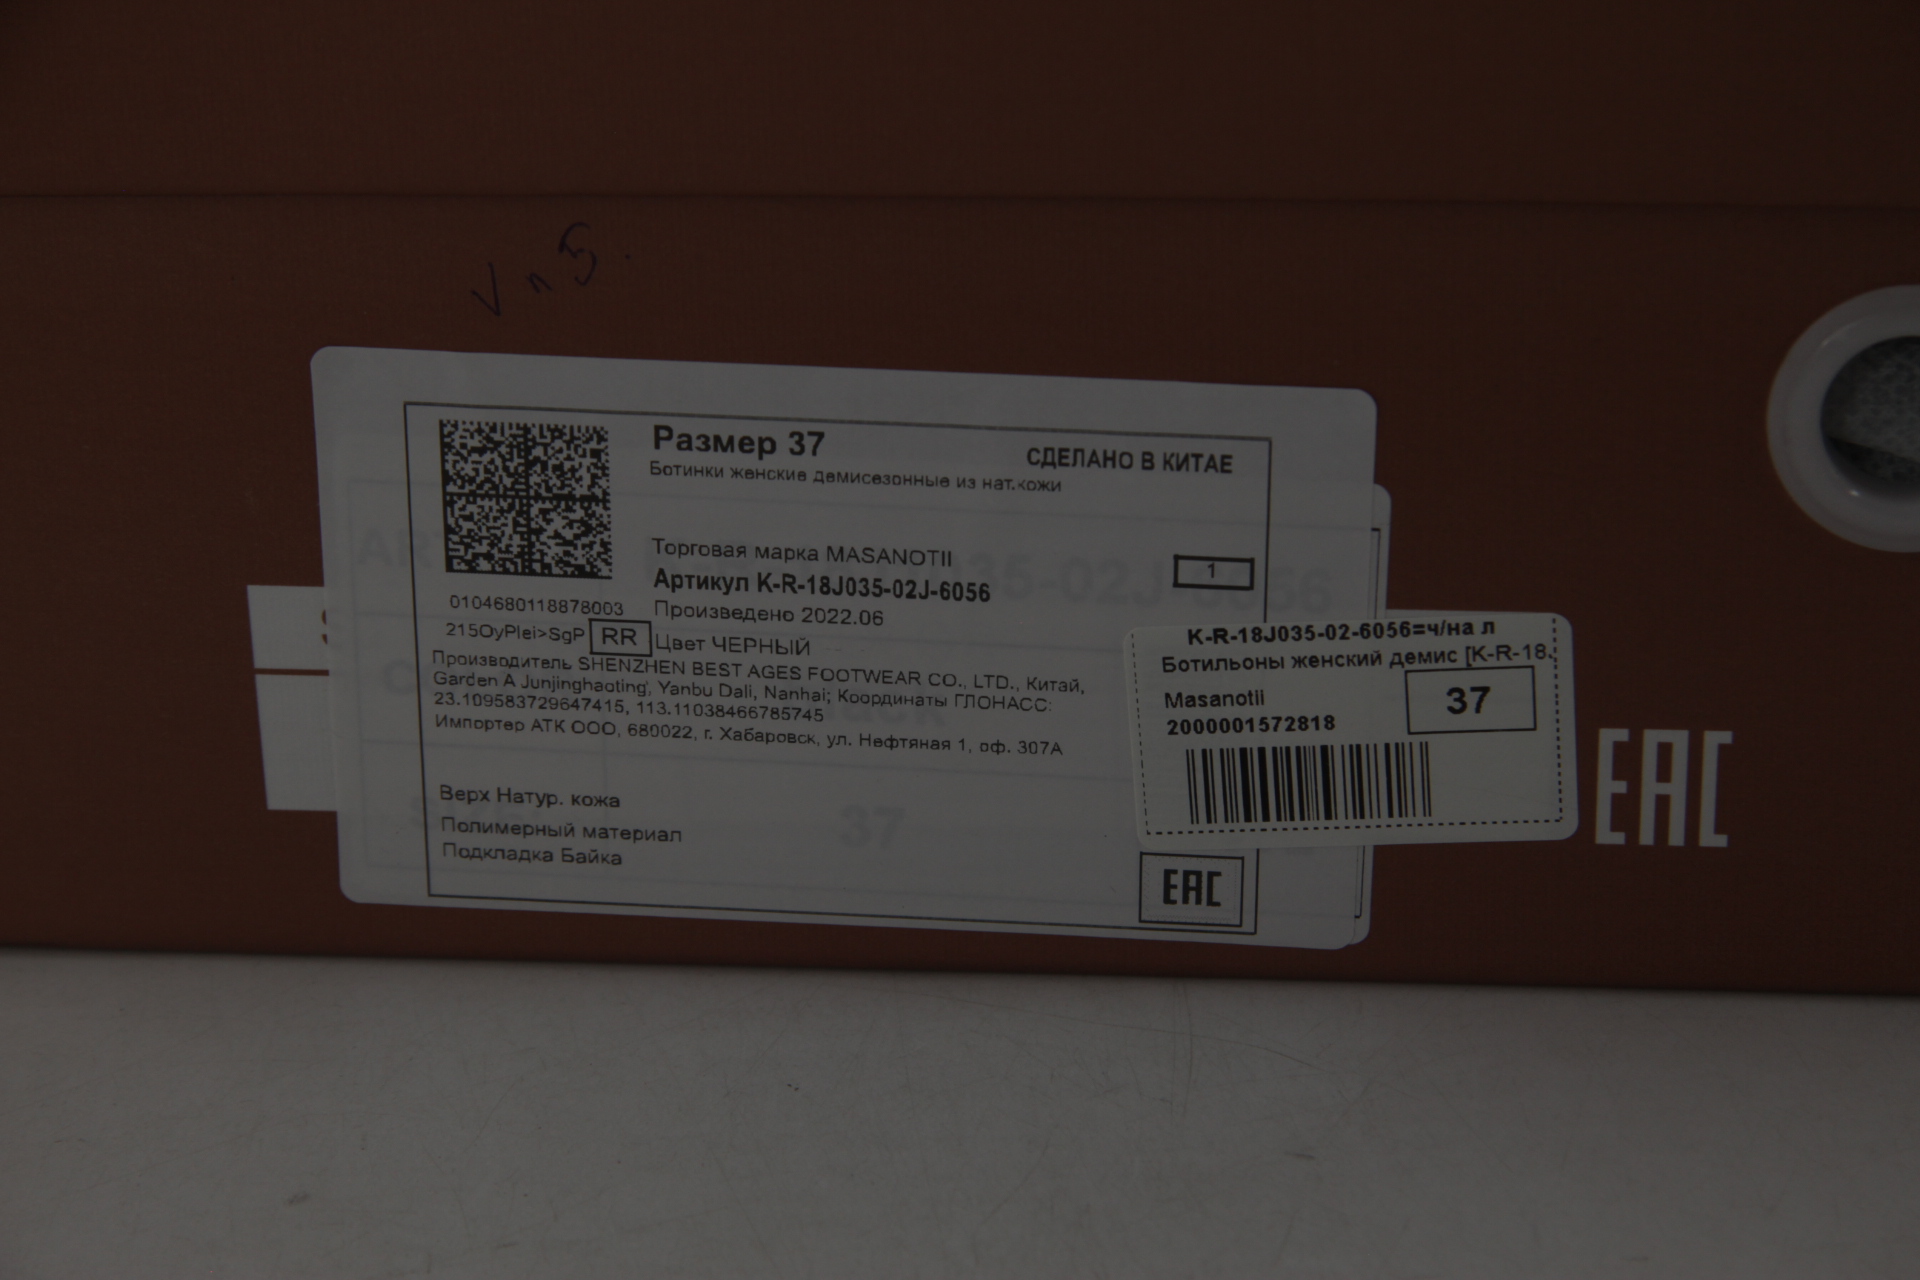 Размер 37
СДЕЛАНО В КИТАЕ
Ботинки женские демисезонные из нат.кожи
Торговая марка MASANOTII
1
Артикул K-R-18J035-02J-6056
0104680118878003
Произведено 2022.06
215OyPlei>SgP RR Цвет ЧЕРНЫЙ
Производитель SHENZHEN BEST AGES FOOTWEAR CO., LTD., Китай,
Garden A Junjinghaoting, Yanbu Dali, Nanhai; Координаты ГЛОНАСС:
23.109583729647415, 113.11038466785745
Импортер АТК ООО, 680022, г. Хабаровск, ул. Нефтяная 1, оф. 307А
Верх Натур. кожа
Полимерный материал
Подкладка Байка
EAC
K-R-18J035-02-6056=ч/на л
Ботильоны женский демис [K-R-18.
Masanotii
37
2000001572818
EAC
035-02J-6056
37